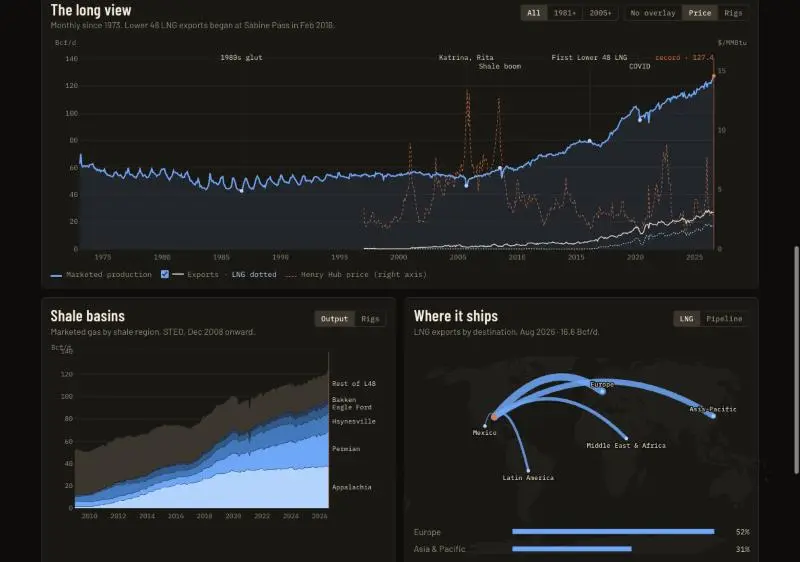 The long view
All 1981+ 2005+ No overlay Price Rigs
Monthly since 1973. Lower 48 LNG exports began at Sabine Pass in Feb 2016.
Bcf/d $/MMBtu
1980s glut Katrina, Rita First Lower 48 LNG record · 127.4
Shale boom COVID
140
120
100
80
60
40
20
0
15
10
5
0
1975 1980 1985 1990 1995 2000 2005 2010 2015 2020 2025
Marketed production Exports · LNG dotted Henry Hub price (right axis)
Shale basins
Output Rigs
Marketed gas by shale region. STEO, Dec 2008 onward.
Bcf/d
140
120
100
80
60
40
20
0
Rest of L48
Bakken
Eagle Ford
Haynesville
Permian
Appalachia
2010 2012 2014 2016 2018 2020 2022 2024 2026
Where it ships
LNG Pipeline
LNG exports by destination, Aug 2026 · 16.6 Bcf/d.
Europe
Asia-Pacific
Mexico
Middle East & Africa
Latin America
Europe 52%
Asia & Pacific 31%